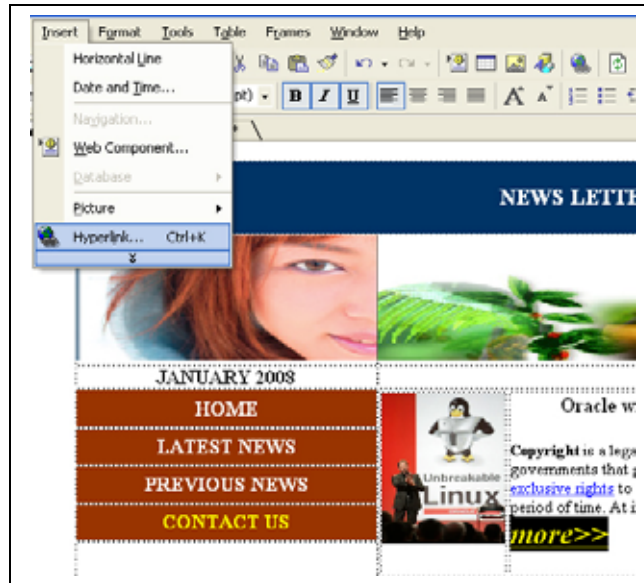 Insert Format Tools Table Frames Window Help
Horizontal Line
Date and Time...
pt) B I U A A
Navigation...
Web Component...
Database
Picture
Hyperlink... Ctrl+K
NEWS LETTE
JANUARY 2008
HOME
LATEST NEWS
PREVIOUS NEWS
CONTACT US
Unbreakable
Linux
Oracle w
Copyright is a lega
governments that
exclusive rights to
period of time. At i
more>>